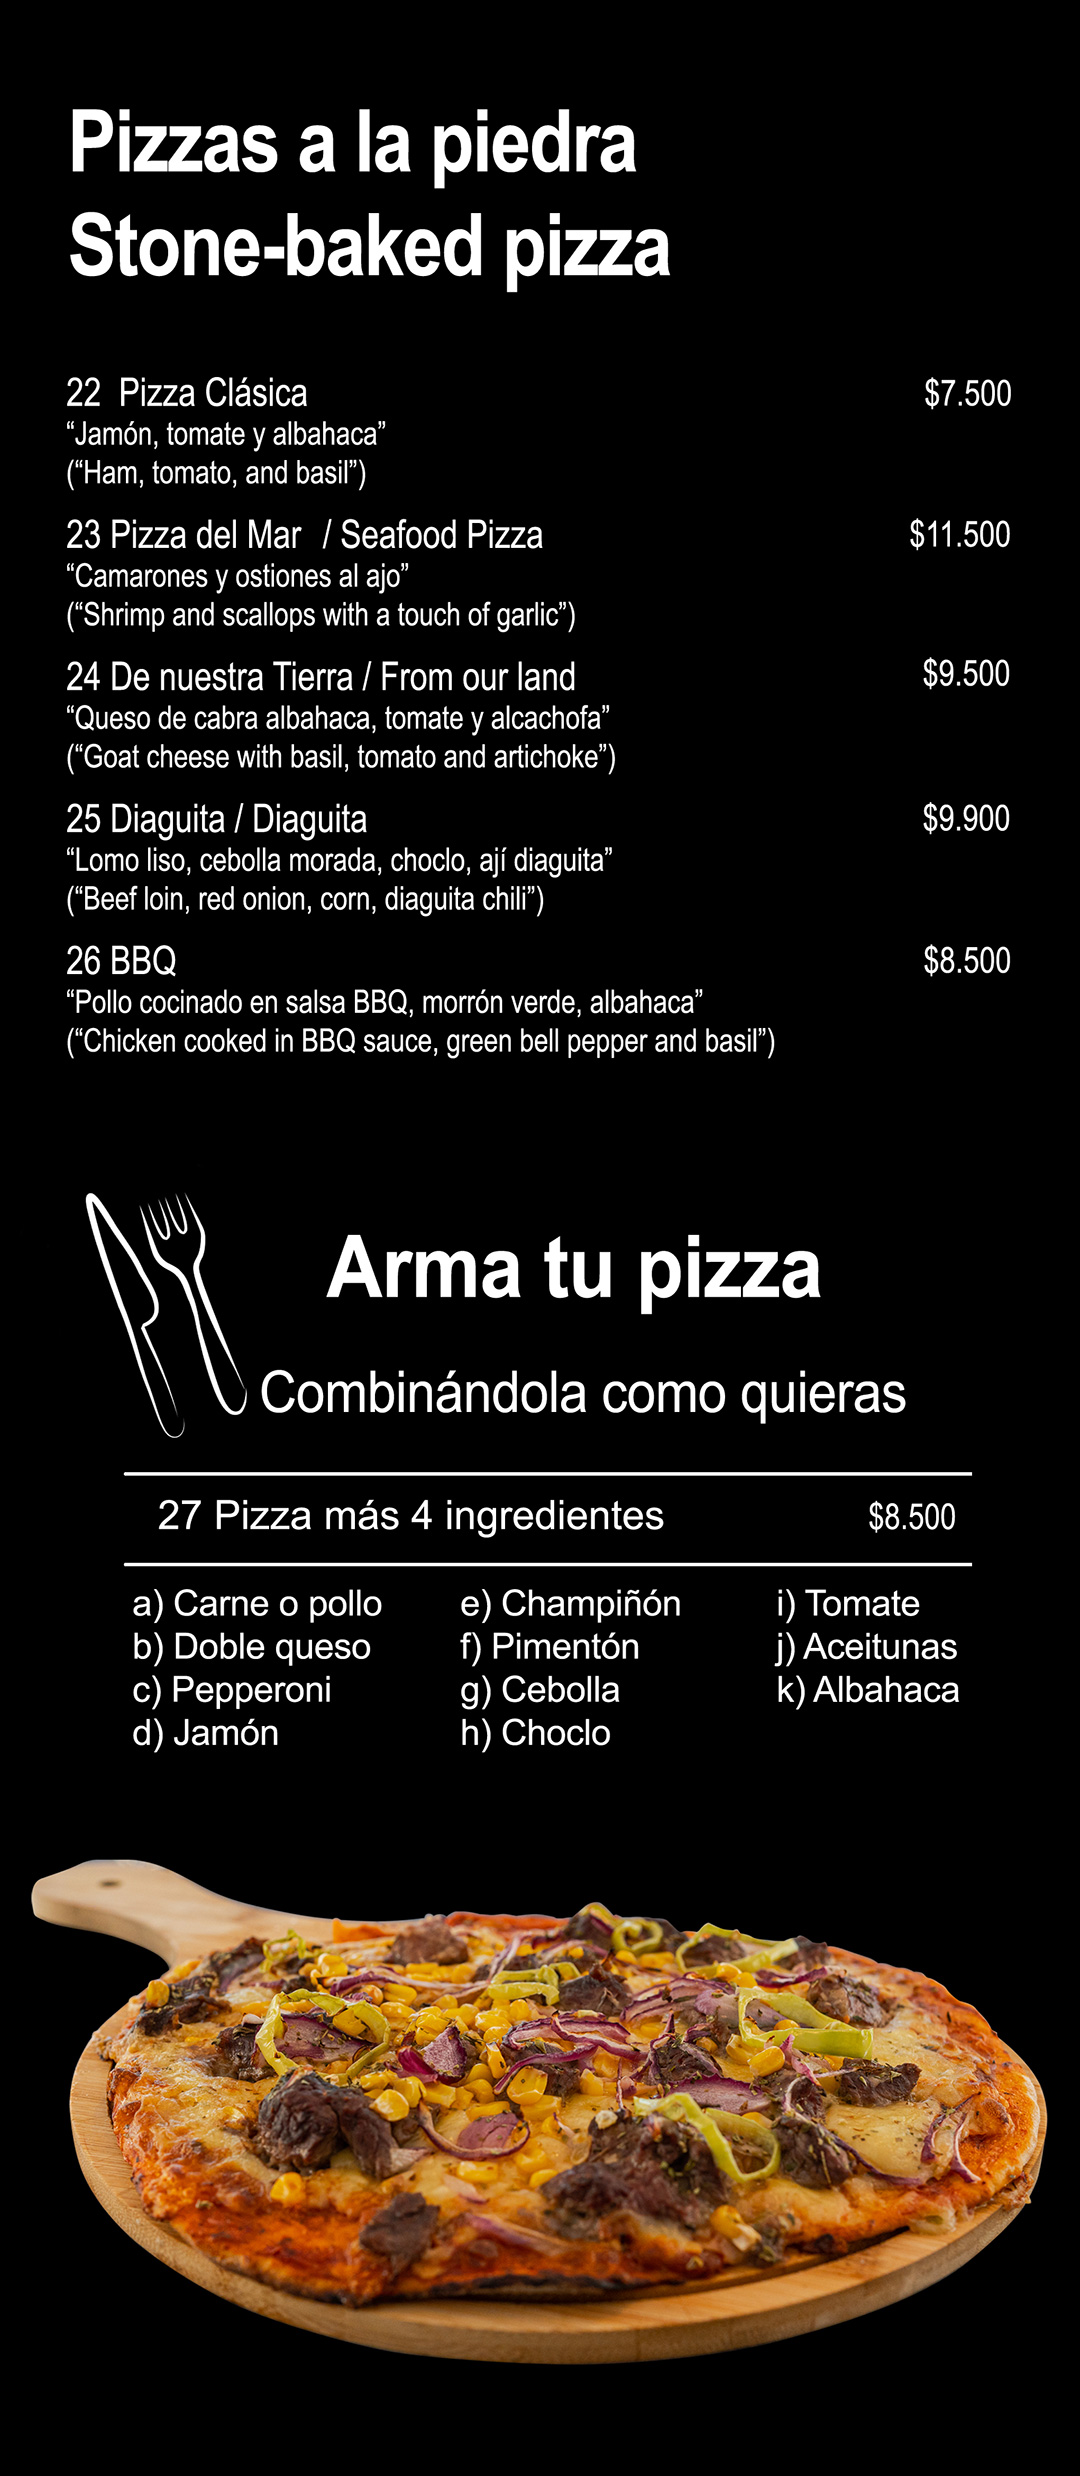 Pizzas a la piedra
Stone-baked pizza
22 Pizza Clásica $7.500
“Jamón, tomate y albahaca”
(“Ham, tomato, and basil”)
23 Pizza del Mar / Seafood Pizza $11.500
“Camarones y ostiones al ajo”
(“Shrimp and scallops with a touch of garlic”)
24 De nuestra Tierra / From our land $9.500
“Queso de cabra albahaca, tomate y alcachofa”
(“Goat cheese with basil, tomato and artichoke”)
25 Diaguita / Diaguita $9.900
“Lomo liso, cebolla morada, choclo, ají diaguita”
(“Beef loin, red onion, corn, diaguita chili”)
26 BBQ $8.500
“Pollo cocinado en salsa BBQ, morrón verde, albahaca”
(“Chicken cooked in BBQ sauce, green bell pepper and basil”)
Arma tu pizza
Combinándola como quieras
27 Pizza más 4 ingredientes $8.500
a) Carne o pollo
b) Doble queso
c) Pepperoni
d) Jamón
e) Champiñón
f) Pimentón
g) Cebolla
h) Choclo
i) Tomate
j) Aceitunas
k) Albahaca